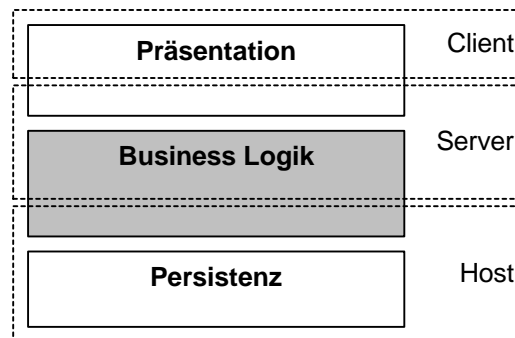 Präsentation
Client
Business Logik
Server
Persistenz
Host